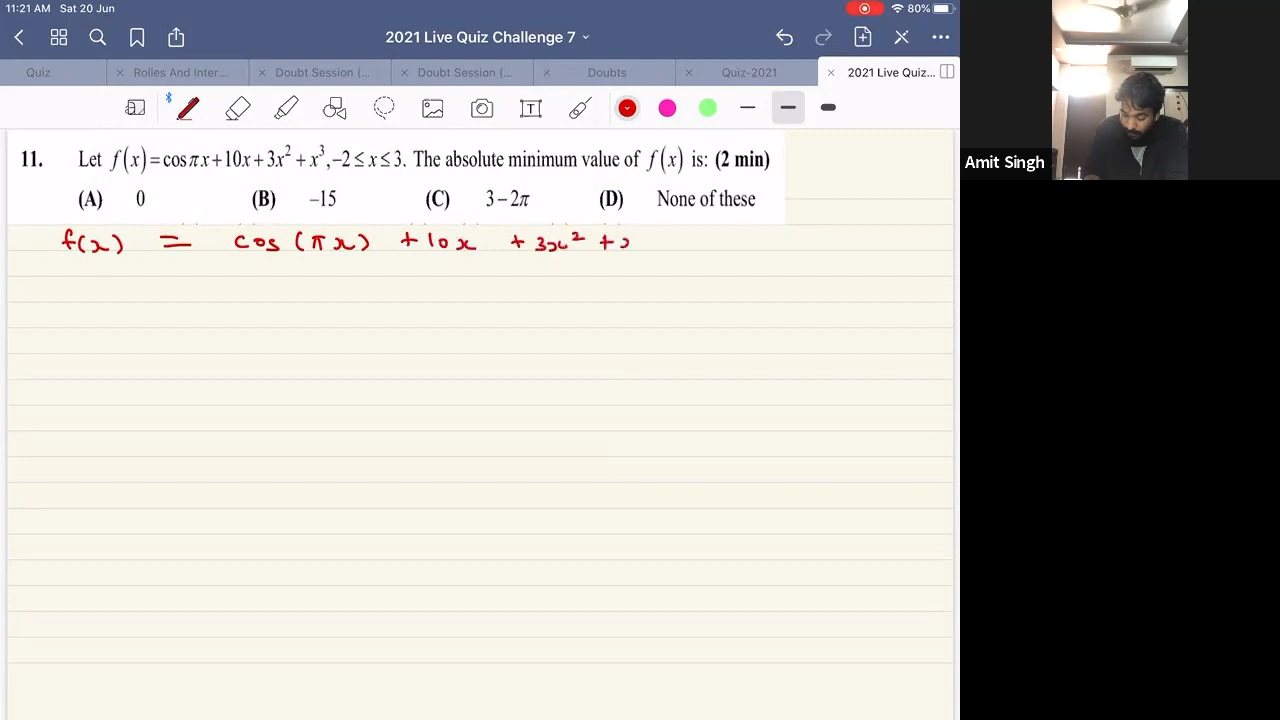 11:21 AM Sat 20 Jun
80%
2021 Live Quiz Challenge 7
Quiz
Rolles And Inter...
Doubt Session (...
Doubt Session (...
Doubts
Quiz-2021
2021 Live Quiz...
11. Let f(x)=cosπx+10x+3x²+x³,−2≤x≤3. The absolute minimum value of f(x) is: (2 min)
(A) 0 (B) −15 (C) 3−2π (D) None of these
f(x) = cos(πx) +10x +3x² +
Amit Singh